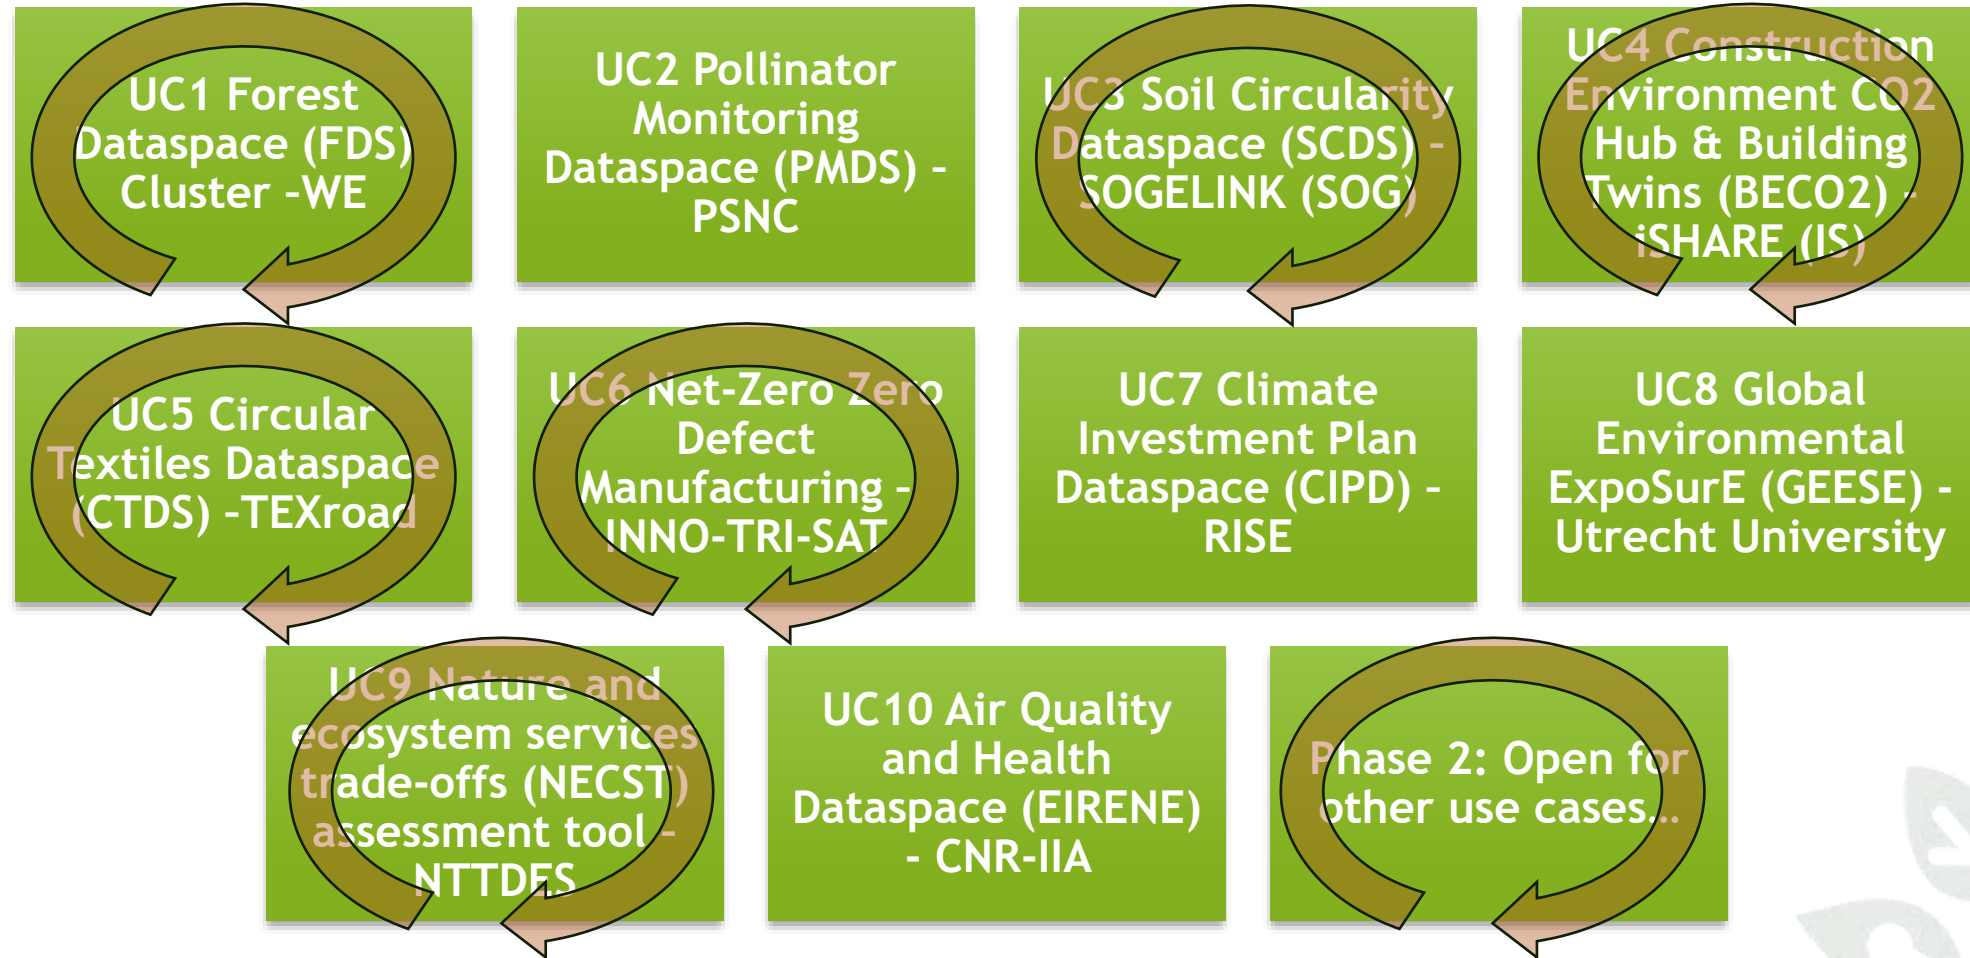 UC1 Forest
Dataspace (FDS)
Cluster –WE
UC2 Pollinator
Monitoring
Dataspace (PMDS) –
PSNC
UC3 Soil Circularity
Dataspace (SCDS) –
SOGELINK (SOG)
UC4 Construction
Environment CO2
Hub & Building
Twins (BECO2) –
iSHARE (IS)
UC5 Circular
Textiles Dataspace
(CTDS) –TEXroad
UC6 Net-Zero Zero
Defect
Manufacturing –
INNO-TRI-SAT
UC7 Climate
Investment Plan
Dataspace (CIPD) –
RISE
UC8 Global
Environmental
ExpoSurE (GEESE) -
Utrecht University
UC9 Nature and
ecosystem services
trade-offs (NECST)
assessment tool –
NTTDES
UC10 Air Quality
and Health
Dataspace (EIRENE)
- CNR-IIA
Phase 2: Open for
other use cases…